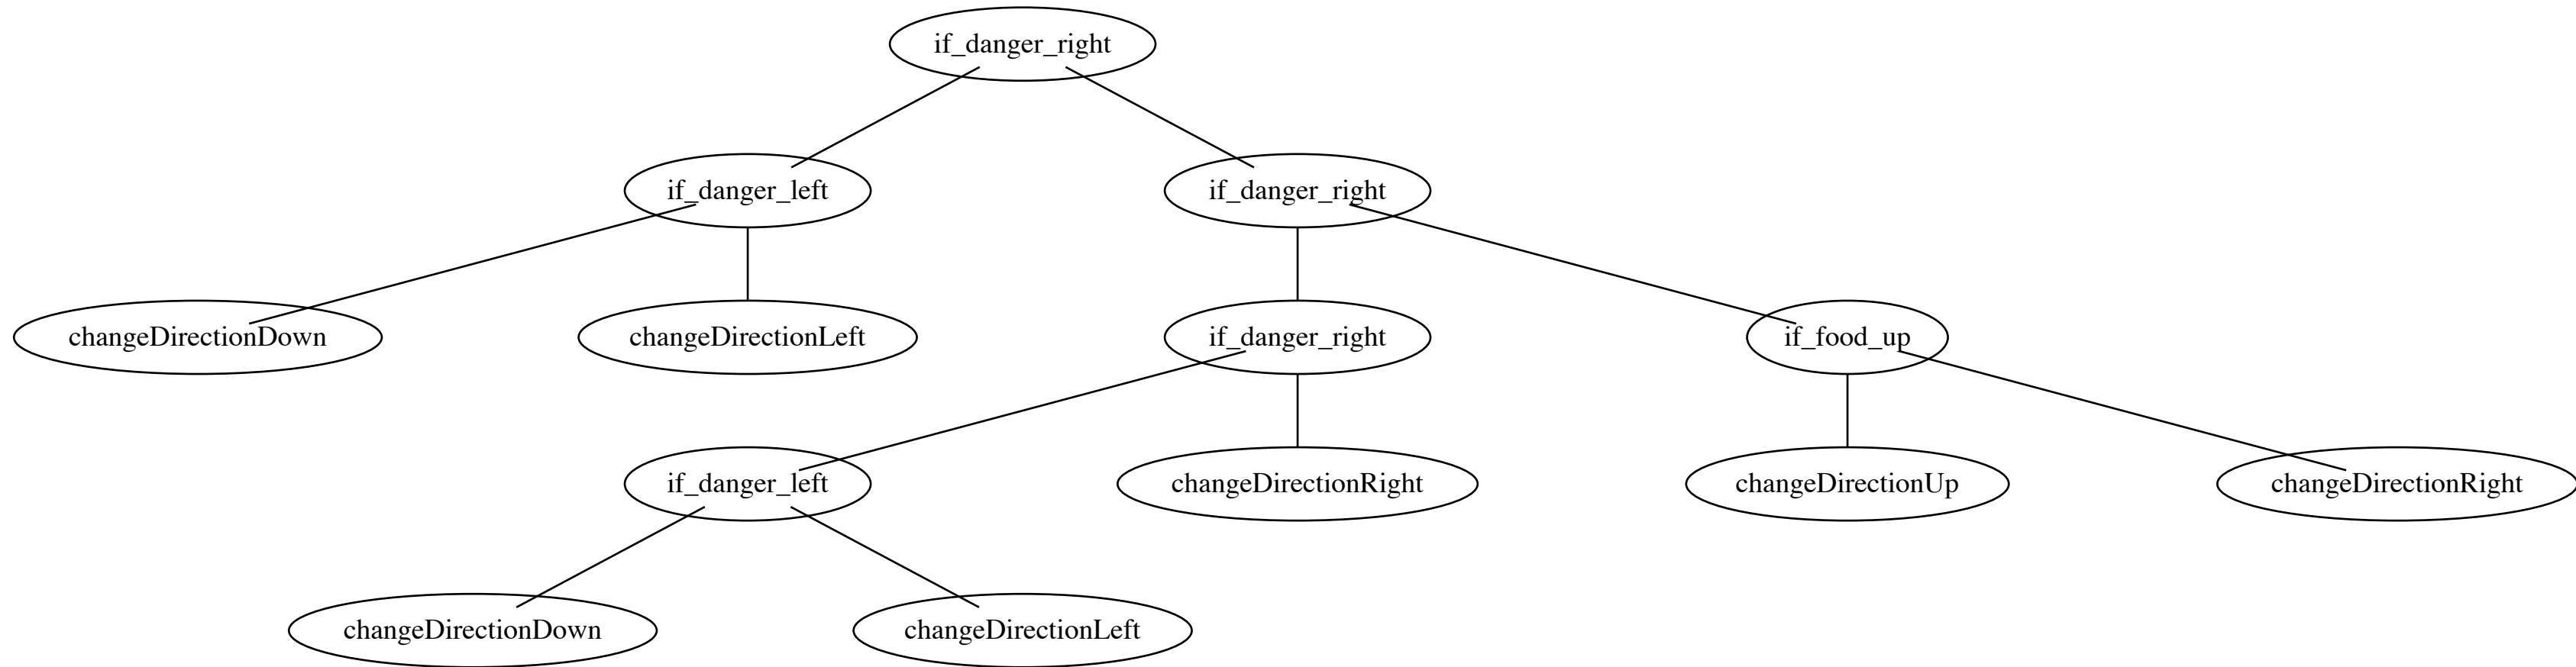 if_danger_right
if_danger_left
if_danger_right
changeDirectionDown
changeDirectionLeft
if_danger_right
if_food_up
if_danger_left
changeDirectionRight
changeDirectionUp
changeDirectionRight
changeDirectionDown
changeDirectionLeft